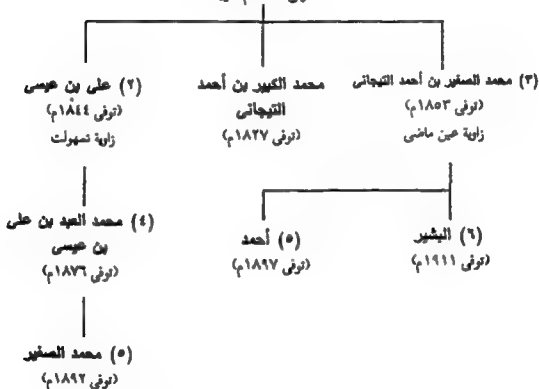 (٣) محمد الصغير بن أحمد التيجانى
(توفى ١٨٥٣م)
زاوية عين ماضى
محمد الكبير بن أحمد
التيجانى
(توفى ١٨٢٧م)
(٢) على بن عيسى
(توفى ١٨٤٤م)
زاوية تمهولت
(٦) البشير
(توفى ١٩١١م)
(٥) أحمد
(توفى ١٨٩٧م)
(٤) محمد العبد بن على
بن عيسى
(توفى ١٨٧٦م)
(٥) محمد الصغير
(توفى ١٨٩٢م)